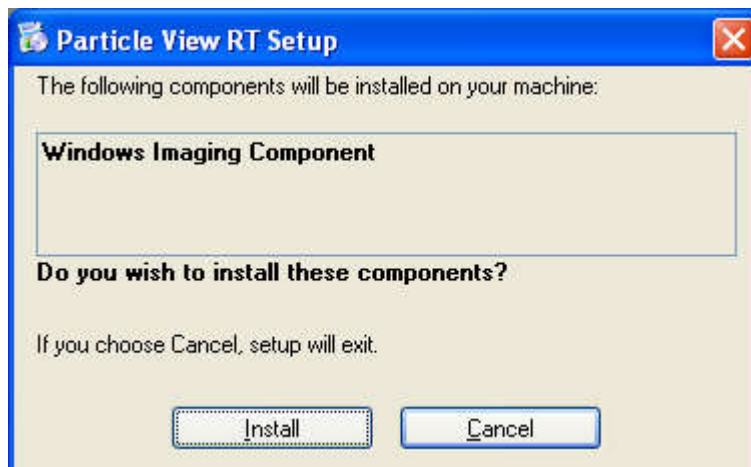 Particle View RT Setup
The following components will be installed on your machine:
Windows Imaging Component
Do you wish to install these components?
If you choose Cancel, setup will exit.
Install
Cancel